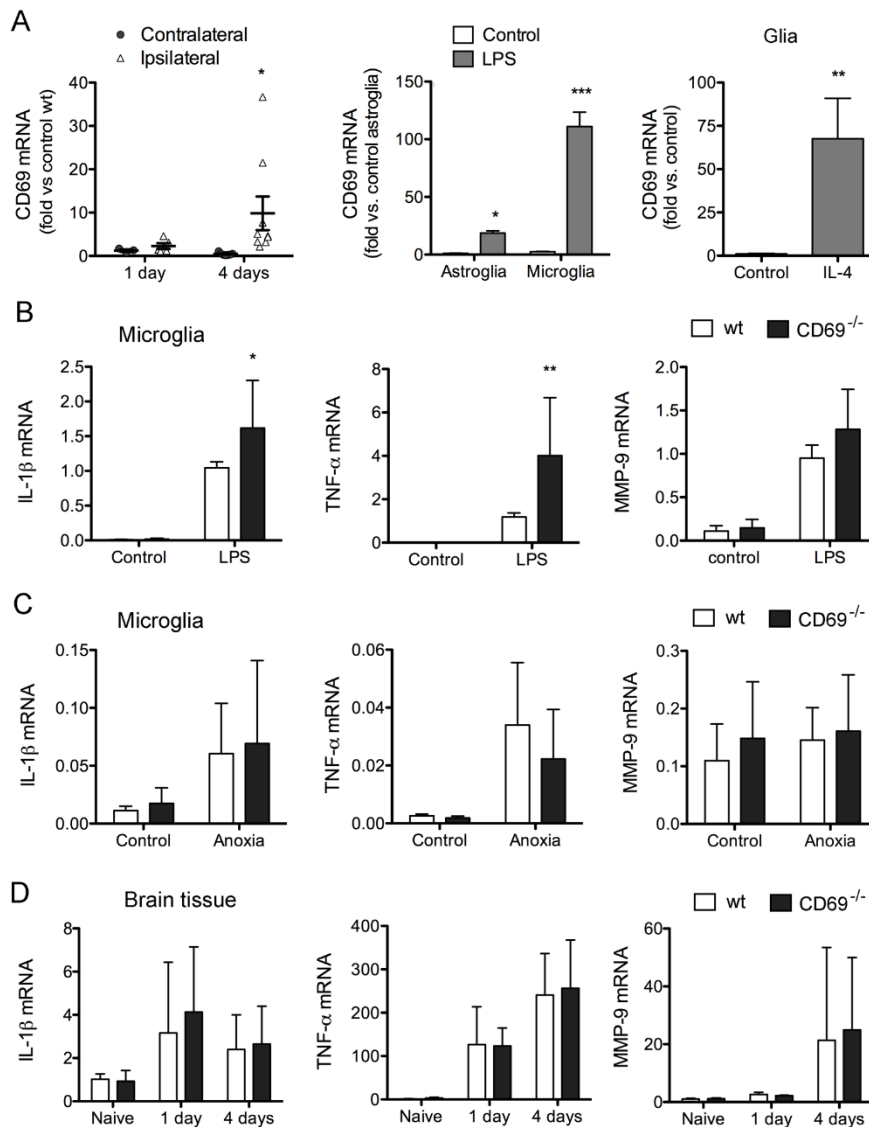 A
Contralateral
Ipsilateral
*
CD69 mRNA
(fold vs control wt)
40
30
20
10
0
1 day
4 days
Control
LPS
*
***
CD69 mRNA
(fold vs. control astroglia)
150
100
50
0
Astroglia
Microglia
Glia
**
CD69 mRNA
(fold vs. control)
100
75
50
25
0
Control
IL-4
B
Microglia
*
IL-1β mRNA
2.5
2.0
1.5
1.0
0.5
0.0
Control
LPS
**
TNF-α mRNA
8
6
4
2
0
Control
LPS
wt
CD69-/-
MMP-9 mRNA
2.0
1.5
1.0
0.5
0.0
control
LPS
C
Microglia
IL-1β mRNA
0.15
0.10
0.05
0.00
Control
Anoxia
TNF-α mRNA
0.06
0.04
0.02
0.00
Control
Anoxia
wt
CD69-/-
MMP-9 mRNA
0.3
0.2
0.1
0.0
Control
Anoxia
D
Brain tissue
IL-1β mRNA
8
6
4
2
0
Naive
1 day
4 days
TNF-α mRNA
400
300
200
100
0
Naive
1 day
4 days
wt
CD69-/-
MMP-9 mRNA
60
40
20
0
Naive
1 day
4 days